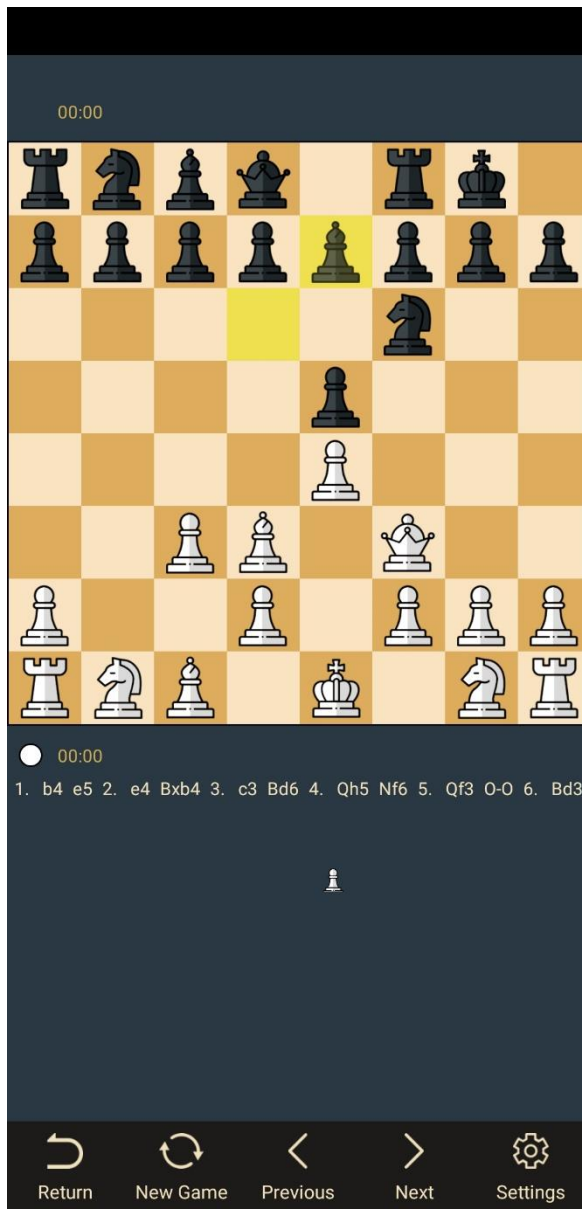 00:00
00:00
1. b4 e5 2. e4 Bxb4 3. c3 Bd6 4. Qh5 Nf6 5. Qf3 O-O 6. Bd3
Return New Game Previous Next Settings